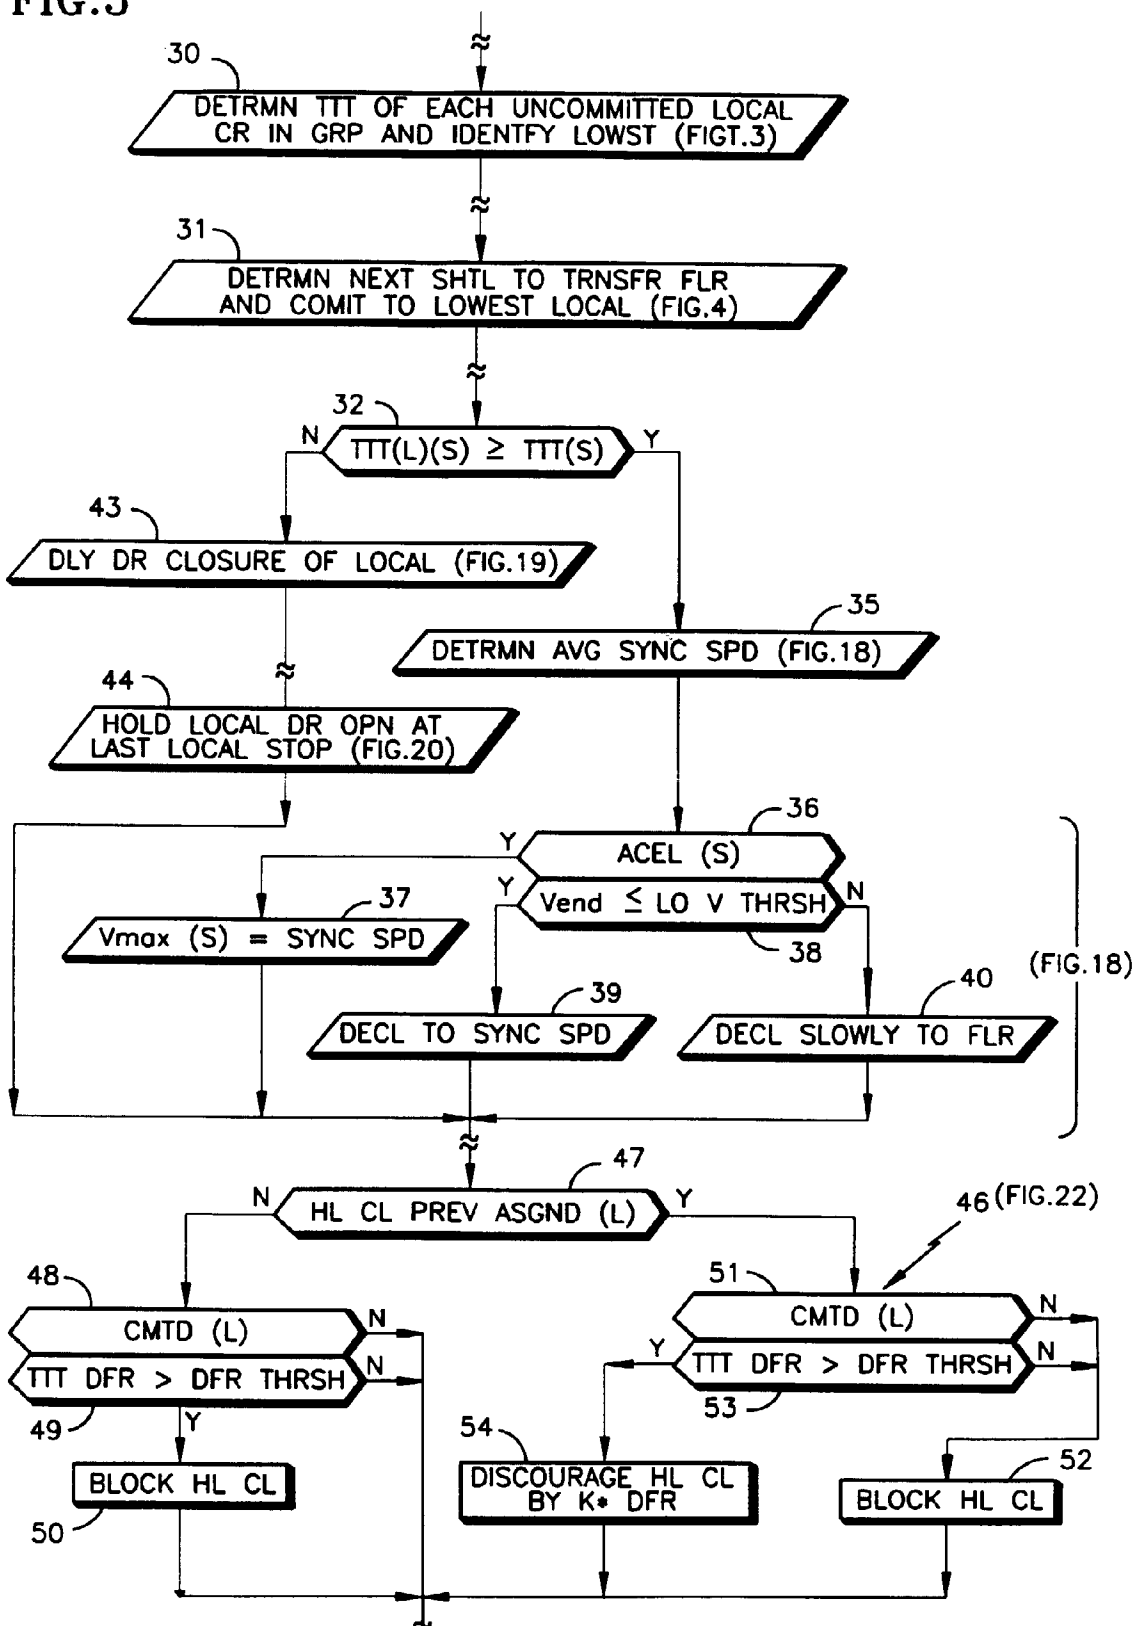 FIG.5
30
DETRMN TTT OF EACH UNCOMMITTED LOCAL
CR IN GRP AND IDENTFY LOWST (FIGT.3)
31
DETRMN NEXT SHTL TO TRNSFR FLR
AND COMIT TO LOWEST LOCAL (FIG.4)
32
N
TTT(L)(S) ≥ TTT(S)
Y
43
DLY DR CLOSURE OF LOCAL (FIG.19)
35
DETRMN AVG SYNC SPD (FIG.18)
44
HOLD LOCAL DR OPN AT
LAST LOCAL STOP (FIG.20)
36
Y
ACEL (S)
Y
Vend ≤ LO V THRSH
N
38
37
Vmax (S) = SYNC SPD
(FIG.18)
39
DECL TO SYNC SPD
40
DECL SLOWLY TO FLR
47
N
HL CL PREV ASGND (L)
Y
46 (FIG.22)
48
CMTD (L)
N
TTT DFR > DFR THRSH
N
49
Y
BLOCK HL CL
50
51
CMTD (L)
N
Y
TTT DFR > DFR THRSH
N
53
54
DISCOURAGE HL CL
BY K* DFR
52
BLOCK HL CL